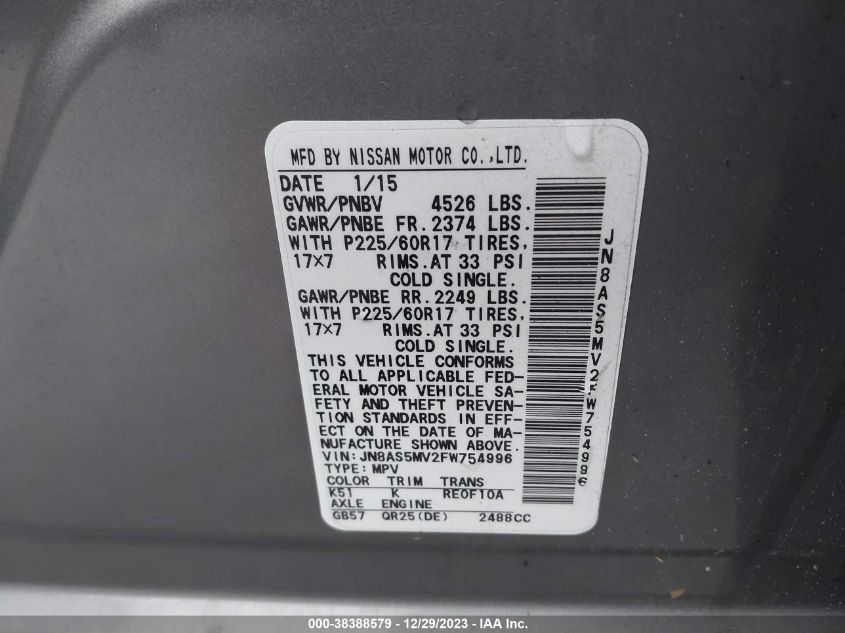 MFD BY NISSAN MOTOR CO.,LTD.
DATE 1/15
GVWR/PNBV 4526 LBS.
GAWR/PNBE FR. 2374 LBS.
WITH P225/60R17 TIRES,
17×7 RIMS.AT 33 PSI
COLD SINGLE.
GAWR/PNBE RR. 2249 LBS.
WITH P225/60R17 TIRES,
17×7 RIMS.AT 33 PSI
COLD SINGLE.
THIS VEHICLE CONFORMS
TO ALL APPLICABLE FED-
ERAL MOTOR VEHICLE SA-
FETY AND THEFT PREVEN-
TION STANDARDS IN EFF-
ECT ON THE DATE OF MA-
NUFACTURE SHOWN ABOVE.
VIN: JN8AS5MV2FW754996
TYPE: MPV
COLOR TRIM TRANS
K51 K RE0F10A
AXLE ENGINE
GB57 QR25(DE) 2488CC
JN8AS5MV2FW754996
000-38388579 - 12/29/2023 - IAA Inc.